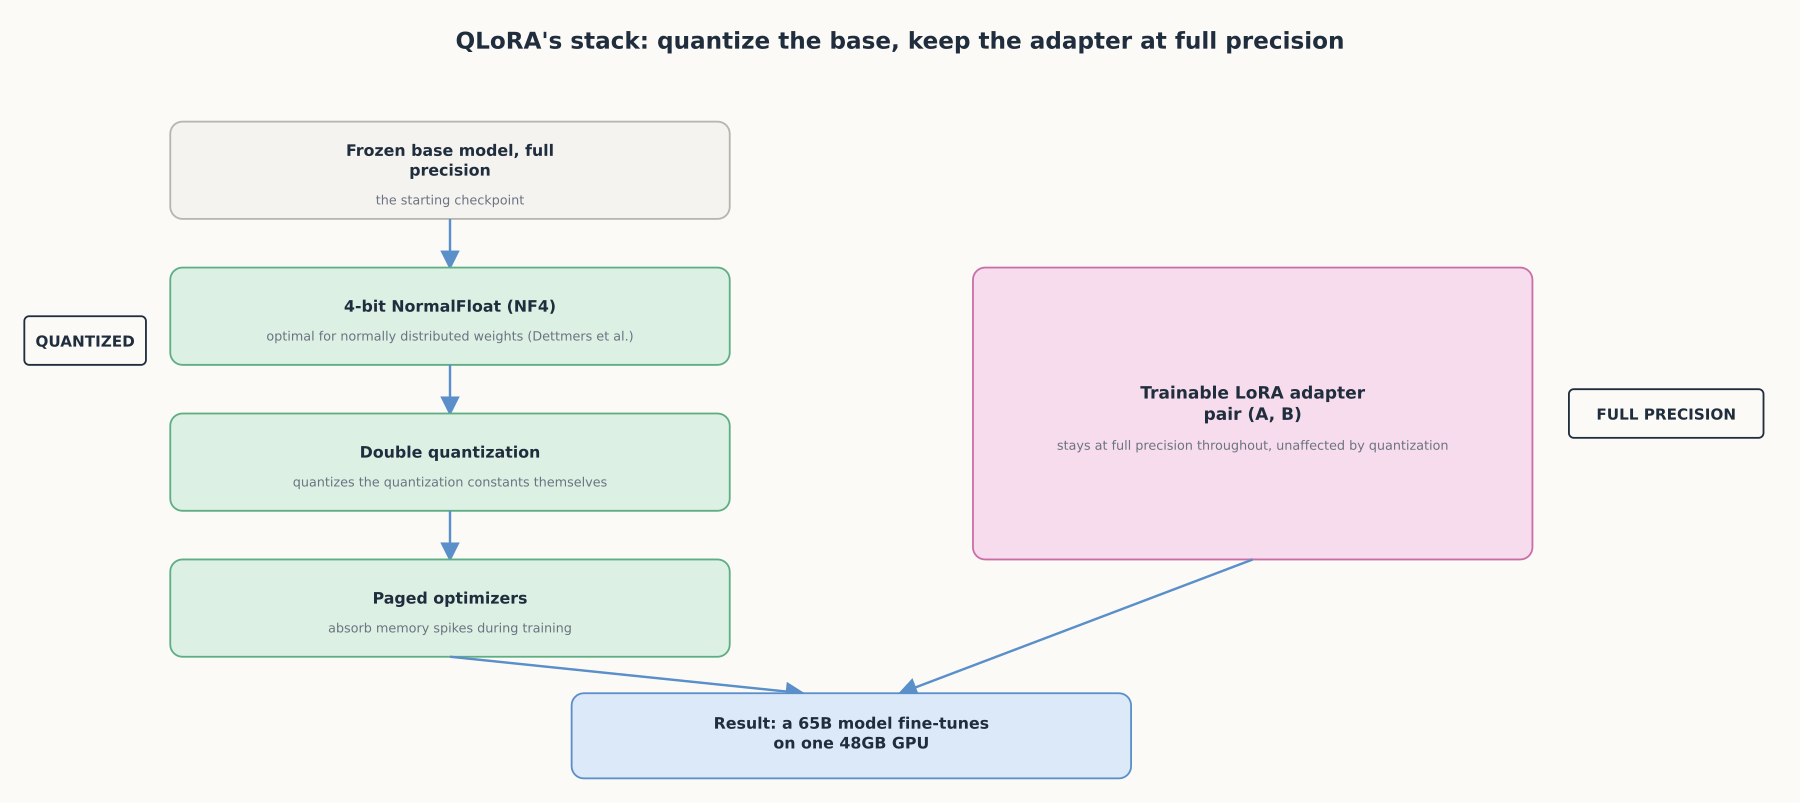 QLoRA's stack: quantize the base, keep the adapter at full precision
Frozen base model, full
precision
the starting checkpoint
QUANTIZED
4-bit NormalFloat (NF4)
optimal for normally distributed weights (Dettmers et al.)
Double quantization
quantizes the quantization constants themselves
Paged optimizers
absorb memory spikes during training
Trainable LoRA adapter
pair (A, B)
stays at full precision throughout, unaffected by quantization
FULL PRECISION
Result: a 65B model fine-tunes
on one 48GB GPU